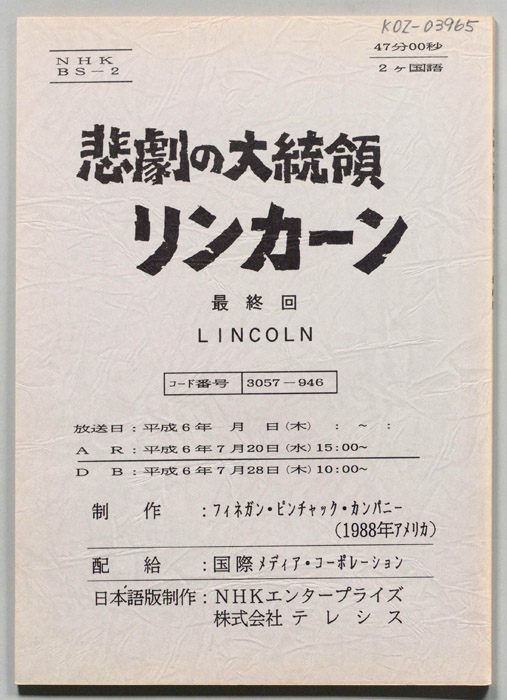 KOZ-03965
NHK
BS-2
47分00秒
2ヶ国語
悲劇の大統領
リンカーン
最終回
LINCOLN
コード番号 3057-946
放送日:平成6年 月 日(木) : ~ :
A R:平成6年7月20日(水)15:00~
D B:平成6年7月28日(木)10:00~
制作 :フィネガン・ピンチャック・カンパニー
(1988年アメリカ)
配給 :国際メディア・コーポレーション
日本語版制作:NHKエンタープライズ
株式会社 テレシス